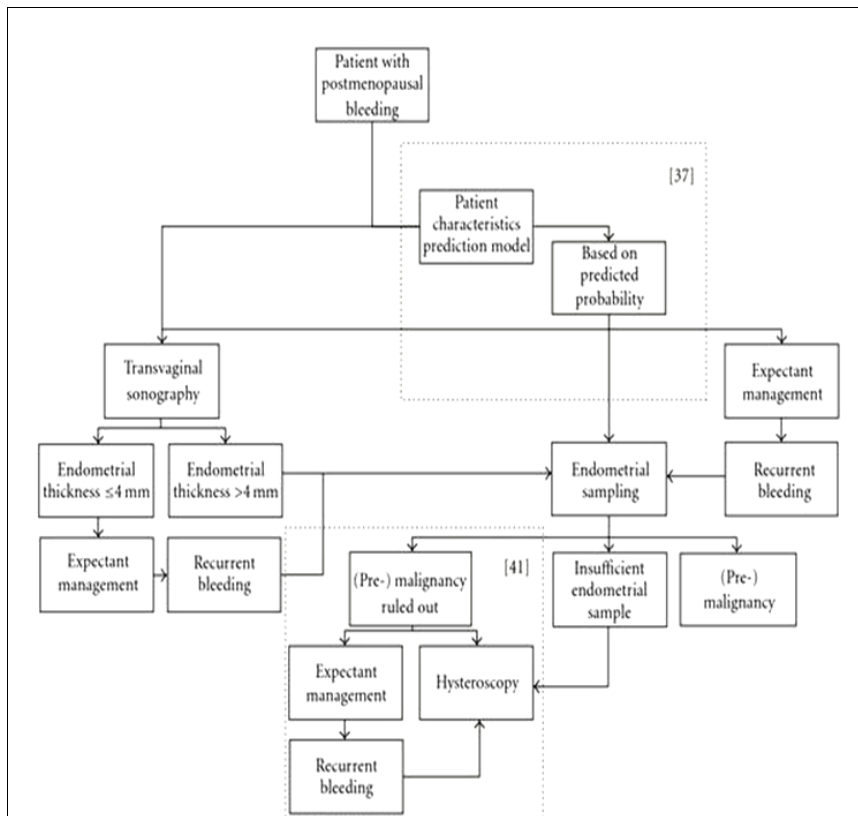 Patient with
postmenopausal
bleeding
[37]
Patient
characteristics
prediction model
Based on
predicted
probability
Transvaginal
sonography
Expectant
management
Endometrial
thickness ≤4 mm
Endometrial
thickness >4 mm
Endometrial
sampling
Recurrent
bleeding
Expectant
management
Recurrent
bleeding
(Pre-) malignancy
ruled out
[41]
Insufficient
endometrial
sample
(Pre-)
malignancy
Expectant
management
Hysteroscopy
Recurrent
bleeding